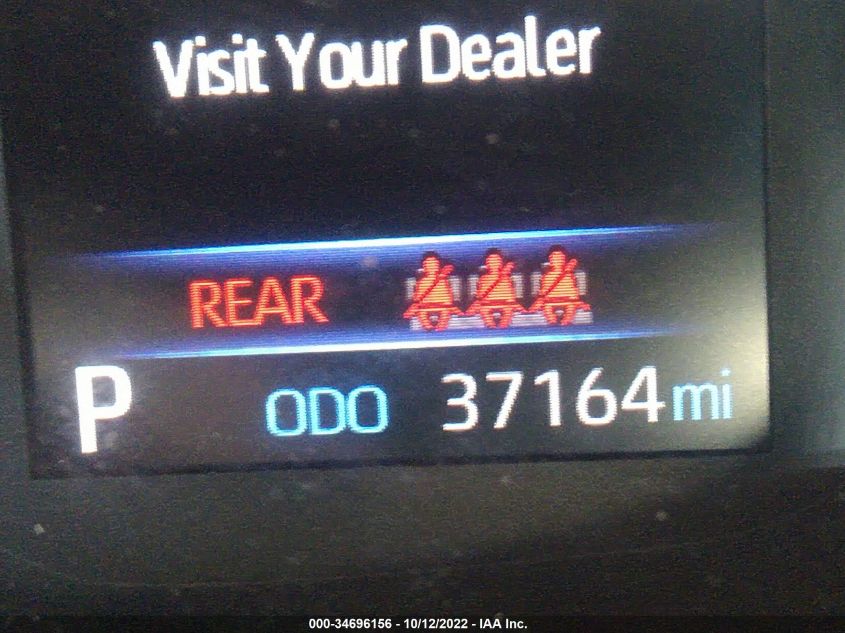 Visit Your Dealer
REAR
P ODO 37164 mi
000-34696156 - 10/12/2022 - IAA Inc.